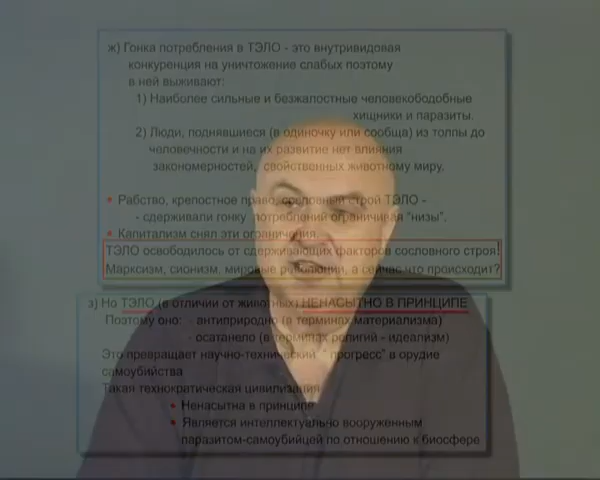 ж) Гонка потребления в ТЭЛО - это внутривидовая
конкуренция на уничтожение слабых поэтому
в ней выживают:
1) Наиболее сильные и безжалостные человекободобные
хищники и паразиты.
2) Люди, поднявшиеся (в одиночку или сообща) из толпы до
человечности и на их развитие нет влияния
закономерностей, свойственных животному миру.
• Рабство, крепостное право, сословный строй ТЭЛО -
- сдерживали гонку потреблений ограничивая "низы".
• Капитализм снял эти ограничения.
ТЭЛО освободилось от сдерживающих факторов сословного строя!
Марксизм, сионизм, мировые революции, а сейчас что происходит?
з) Но ТЭЛО (в отличии от животных) НЕНАСЫТНО В ПРИНЦИПЕ
Поэтому оно: - антиприродно (в терминах материализма)
- осатанело (в терминах религий - идеализм)
Это превращает научно-технический " прогресс" в орудие
самоубийства
Такая технократическая цивилизация
• Ненасытна в принципе
• Является интеллектуально вооруженным
паразитом-самоубийцей по отношению к биосфере